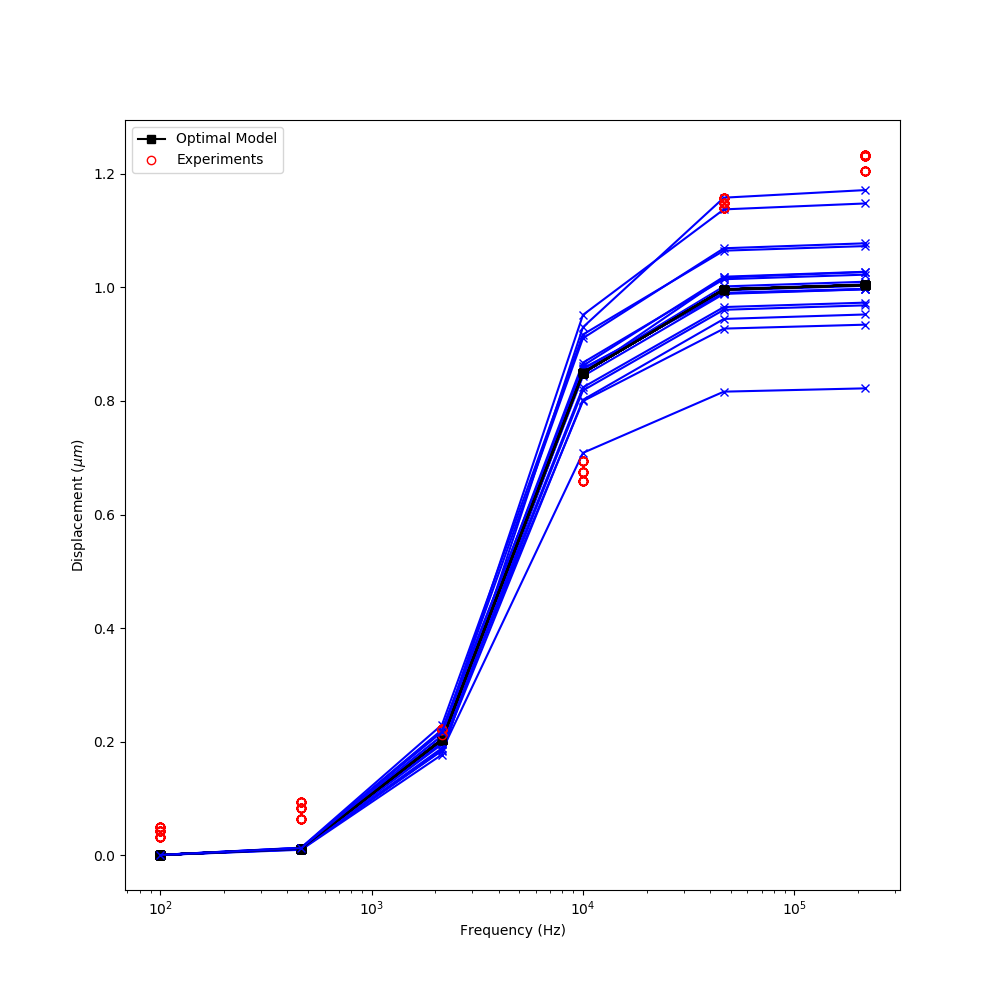 Optimal Model
Experiments
1.2
1.0
0.8
0.6
0.4
0.2
0.0
Displacement (μm)
10² 10³ 10⁴ 10⁵
Frequency (Hz)